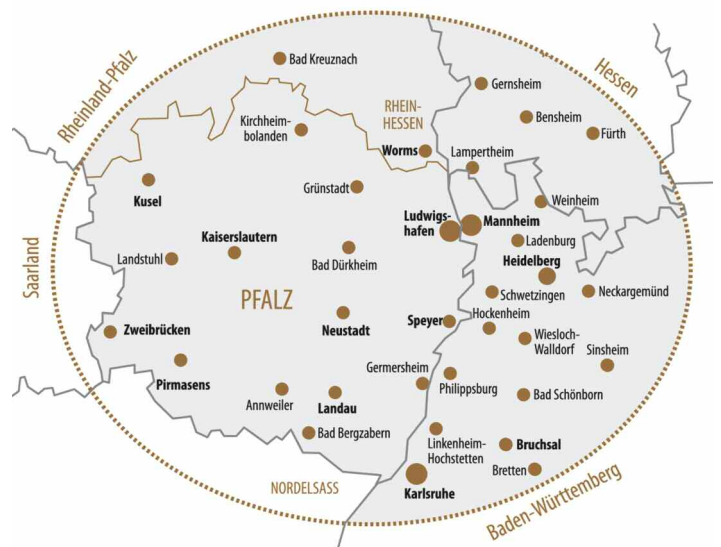 Bad Kreuznach
Rheinland-Pfalz
Hessen
Gernsheim
Bensheim
Fürth
RHEIN-
HESSEN
Kirchheim-
bolanden
Worms
Lampertheim
Kusel
Grünstadt
Weinheim
Ludwigs-
hafen
Mannheim
Kaiserslautern
Ladenburg
Landstuhl
Bad Dürkheim
Heidelberg
Saarland
PFALZ
Schwetzingen
Neckargemünd
Hockenheim
Zweibrücken
Neustadt
Speyer
Wiesloch-
Walldorf
Sinsheim
Pirmasens
Germersheim
Philippsburg
Annweiler
Landau
Bad Schönborn
Bad Bergzabern
Linkenheim-
Hochstetten
Bruchsal
Bretten
NORDELSASS
Karlsruhe
Baden-Württemberg